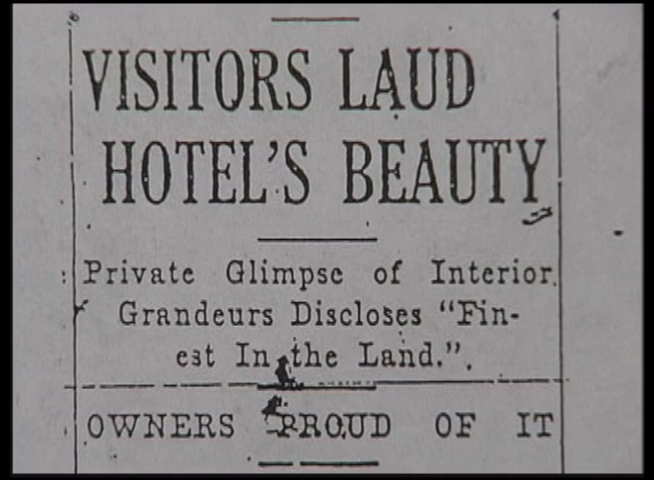 VISITORS LAUD
HOTEL'S BEAUTY
Private Glimpse of Interior
Grandeurs Discloses "Fin-
est In the Land."
OWNERS PROUD OF IT